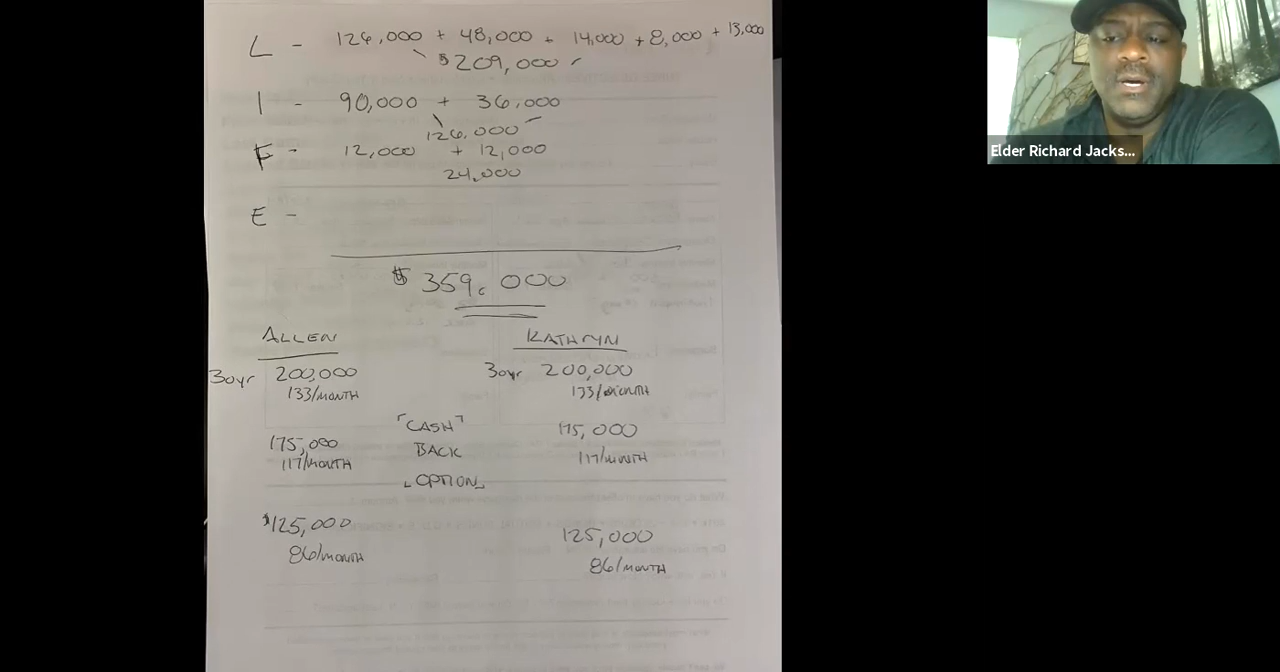 L - 126,000 + 48,000 + 14,000 + 8,000 + 13,000
$209,000
I - 90,000 + 36,000
126,000
F - 12,000 + 12,000
24,000
E -
$359,000
ALLEN
30yr 200,000
133/MONTH
175,000
117/MONTH
$125,000
86/MONTH
"CASH"
BACK
OPTION
KATHRYN
30yr 200,000
133/MONTH
175,000
117/MONTH
125,000
86/MONTH
Elder Richard Jacks...